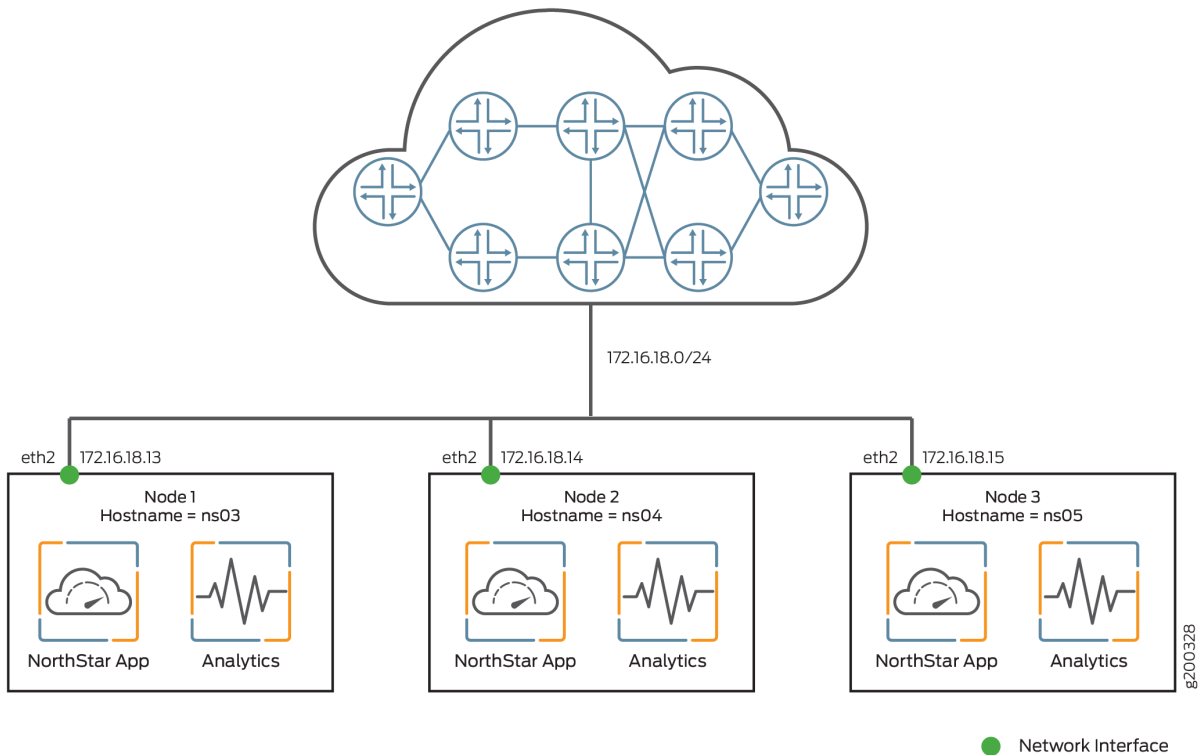 172.16.18.0/24
eth2 172.16.18.13
Node 1
Hostname = ns03
NorthStar App
Analytics
eth2 172.16.18.14
Node 2
Hostname = ns04
NorthStar App
Analytics
eth2 172.16.18.15
Node 3
Hostname = ns05
NorthStar App
Analytics
g200328
Network Interface